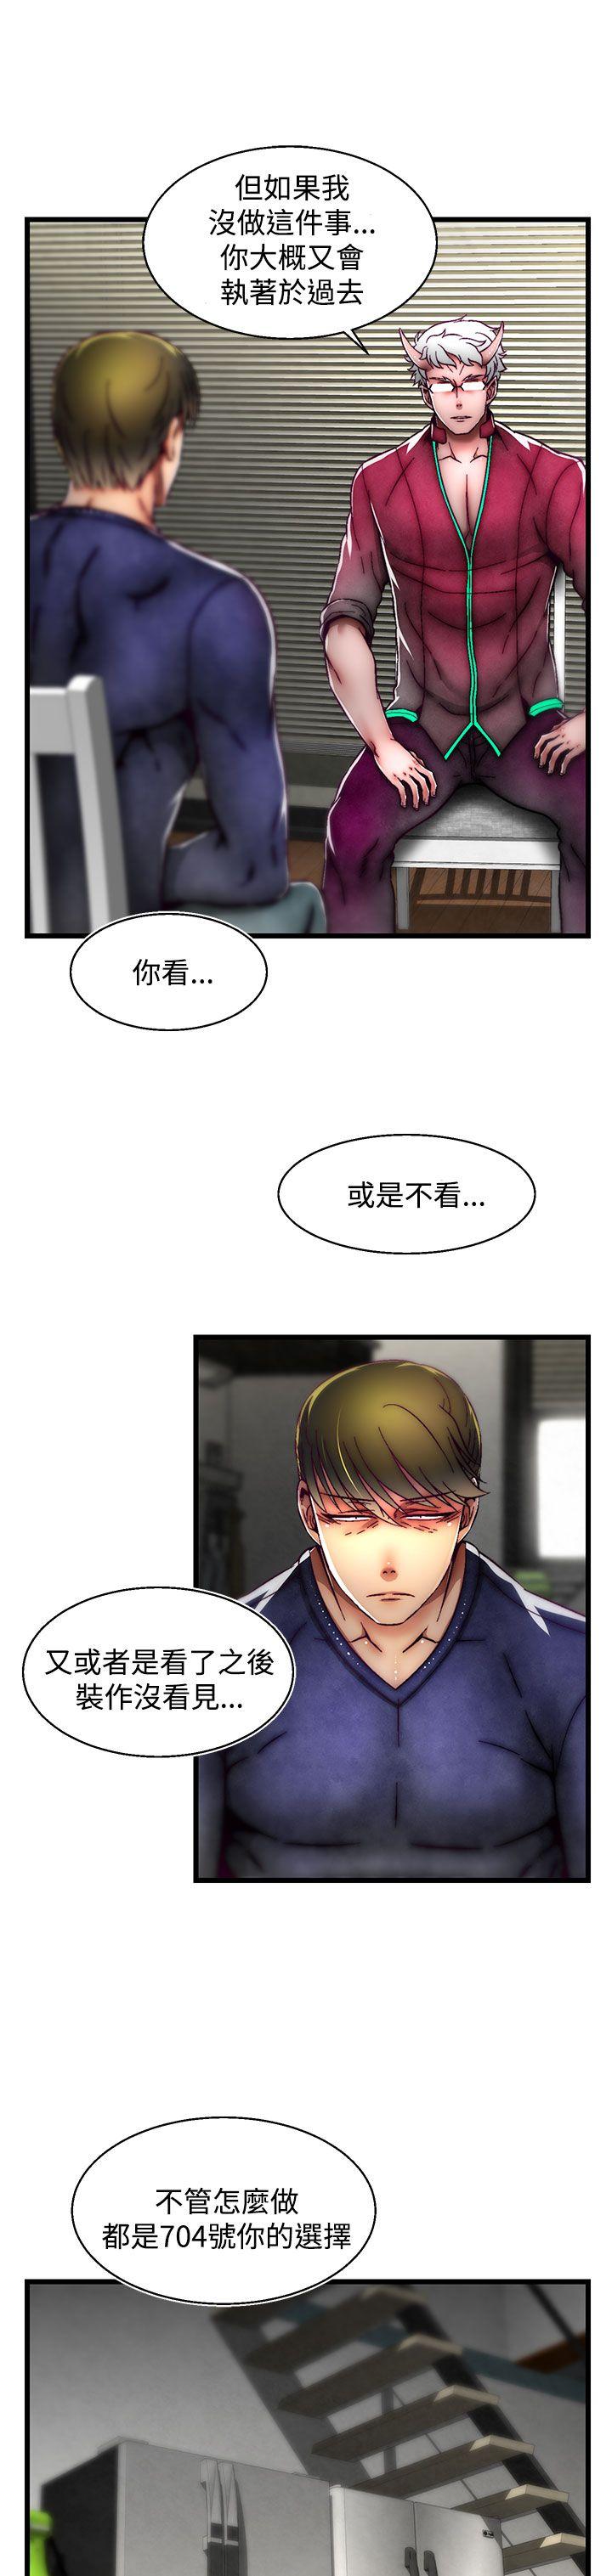 但如果我
沒做這件事...
你大概又會
執著於過去
你看...
或是不看...
又或者是看了之後
裝作沒看見...
不管怎麼做
都是704號你的選擇